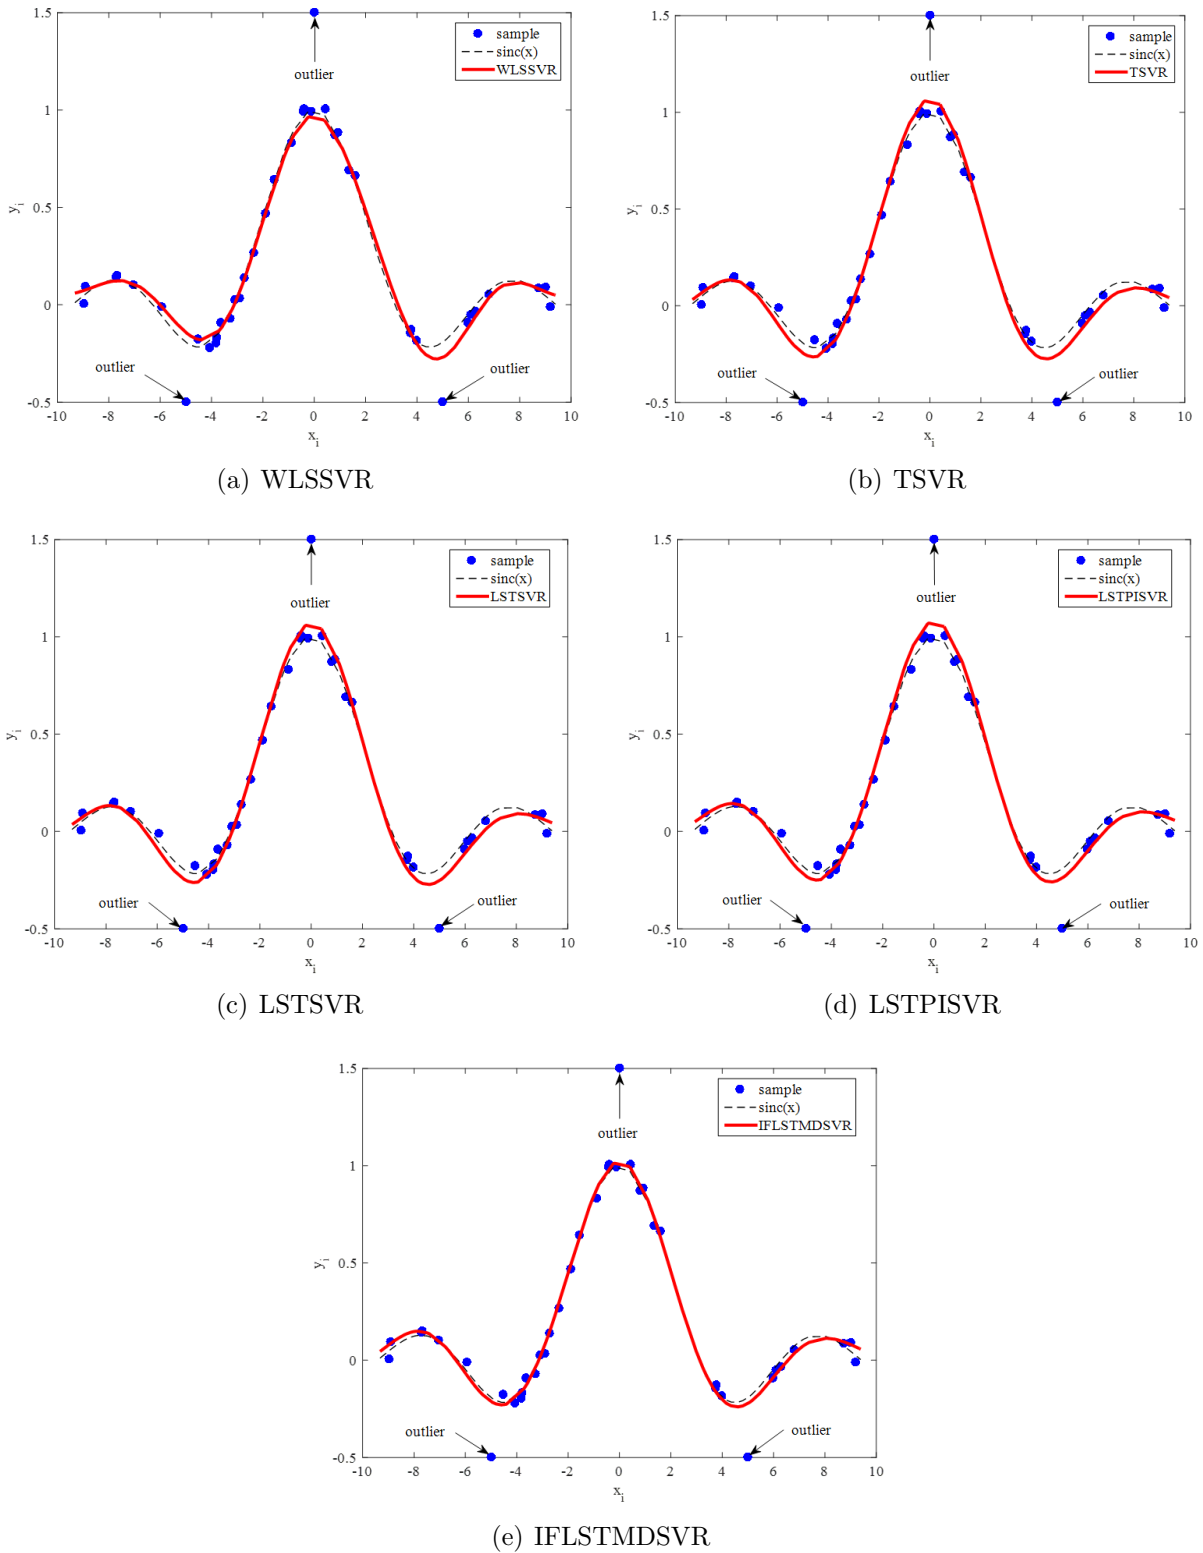 1.5
sample
sinc(x)
WLSSVR
outlier
1
0.5
y_i
0
outlier
outlier
-0.5
-10 -8 -6 -4 -2 0 2 4 6 8 10
x_i
(a) WLSSVR
1.5
sample
sinc(x)
TSVR
outlier
1
0.5
y_i
0
outlier
outlier
-0.5
-10 -8 -6 -4 -2 0 2 4 6 8 10
x_i
(b) TSVR
1.5
sample
sinc(x)
LSTSVR
outlier
1
0.5
y_i
0
outlier
outlier
-0.5
-10 -8 -6 -4 -2 0 2 4 6 8 10
x_i
(c) LSTSVR
1.5
sample
sinc(x)
LSTPISVR
outlier
1
0.5
y_i
0
outlier
outlier
-0.5
-10 -8 -6 -4 -2 0 2 4 6 8 10
x_i
(d) LSTPISVR
1.5
sample
sinc(x)
IFLSTMDSVR
outlier
1
0.5
y_i
0
outlier
outlier
-0.5
-10 -8 -6 -4 -2 0 2 4 6 8 10
x_i
(e) IFLSTMDSVR